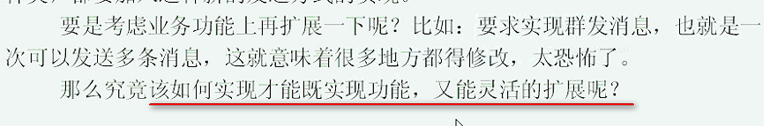 要是考虑业务功能上再扩展一下呢？比如：要求实现群发消息，也就是一
次可以发送多条消息，这就意味着很多地方都得修改，太恐怖了。
那么究竟该如何实现才能既实现功能，又能灵活的扩展呢？